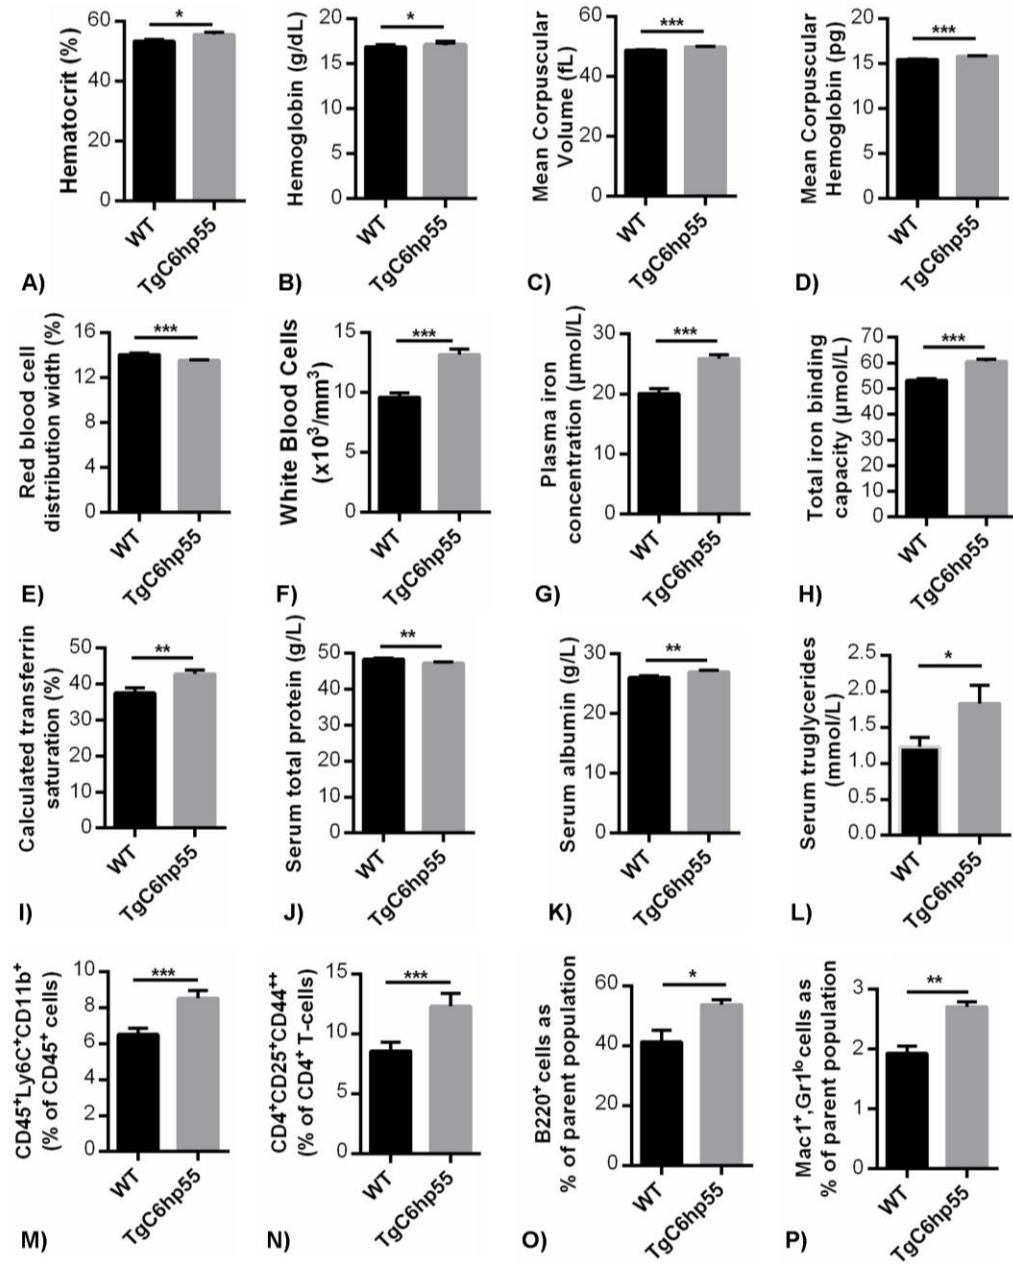 Hematocrit (%)
60
40
20
0
*
WT
TgC6hp55
A)
Hemoglobin (g/dL)
20
15
10
5
0
*
WT
TgC6hp55
B)
Mean Corpuscular
Volume (fL)
60
40
20
0
***
WT
TgC6hp55
C)
Mean Corpuscular
Hemoglobin (pg)
20
15
10
5
0
***
WT
TgC6hp55
D)
Red blood cell
distribution width (%)
16
12
8
4
0
***
WT
TgC6hp55
E)
White Blood Cells
(x10³/mm³)
15
10
5
0
***
WT
TgC6hp55
F)
Plasma iron
concentration (µmol/L)
30
20
10
0
***
WT
TgC6hp55
G)
Total iron binding
capacity (µmol/L)
70
60
50
40
30
20
10
0
***
WT
TgC6hp55
H)
Calculated transferrin
saturation (%)
50
40
30
20
10
0
**
WT
TgC6hp55
I)
Serum total protein (g/L)
50
40
30
20
10
0
**
WT
TgC6hp55
J)
Serum albumin (g/L)
30
20
10
0
**
WT
TgC6hp55
K)
Serum truglycerides
(mmol/L)
2.5
2.0
1.5
1.0
0.5
0.0
*
WT
TgC6hp55
L)
CD45⁺Ly6C⁺CD11b⁺
(% of CD45⁺ cells)
10
8
6
4
2
0
***
WT
TgC6hp55
M)
CD4⁺CD25⁺CD44⁺⁺
(% of CD4⁺ T-cells)
15
10
5
0
***
WT
TgC6hp55
N)
B220⁺cells as
% of parent population
60
40
20
0
*
WT
TgC6hp55
O)
Mac1⁺,Gr1ˡᵒcells as
% of parent population
3
2
1
0
**
WT
TgC6hp55
P)